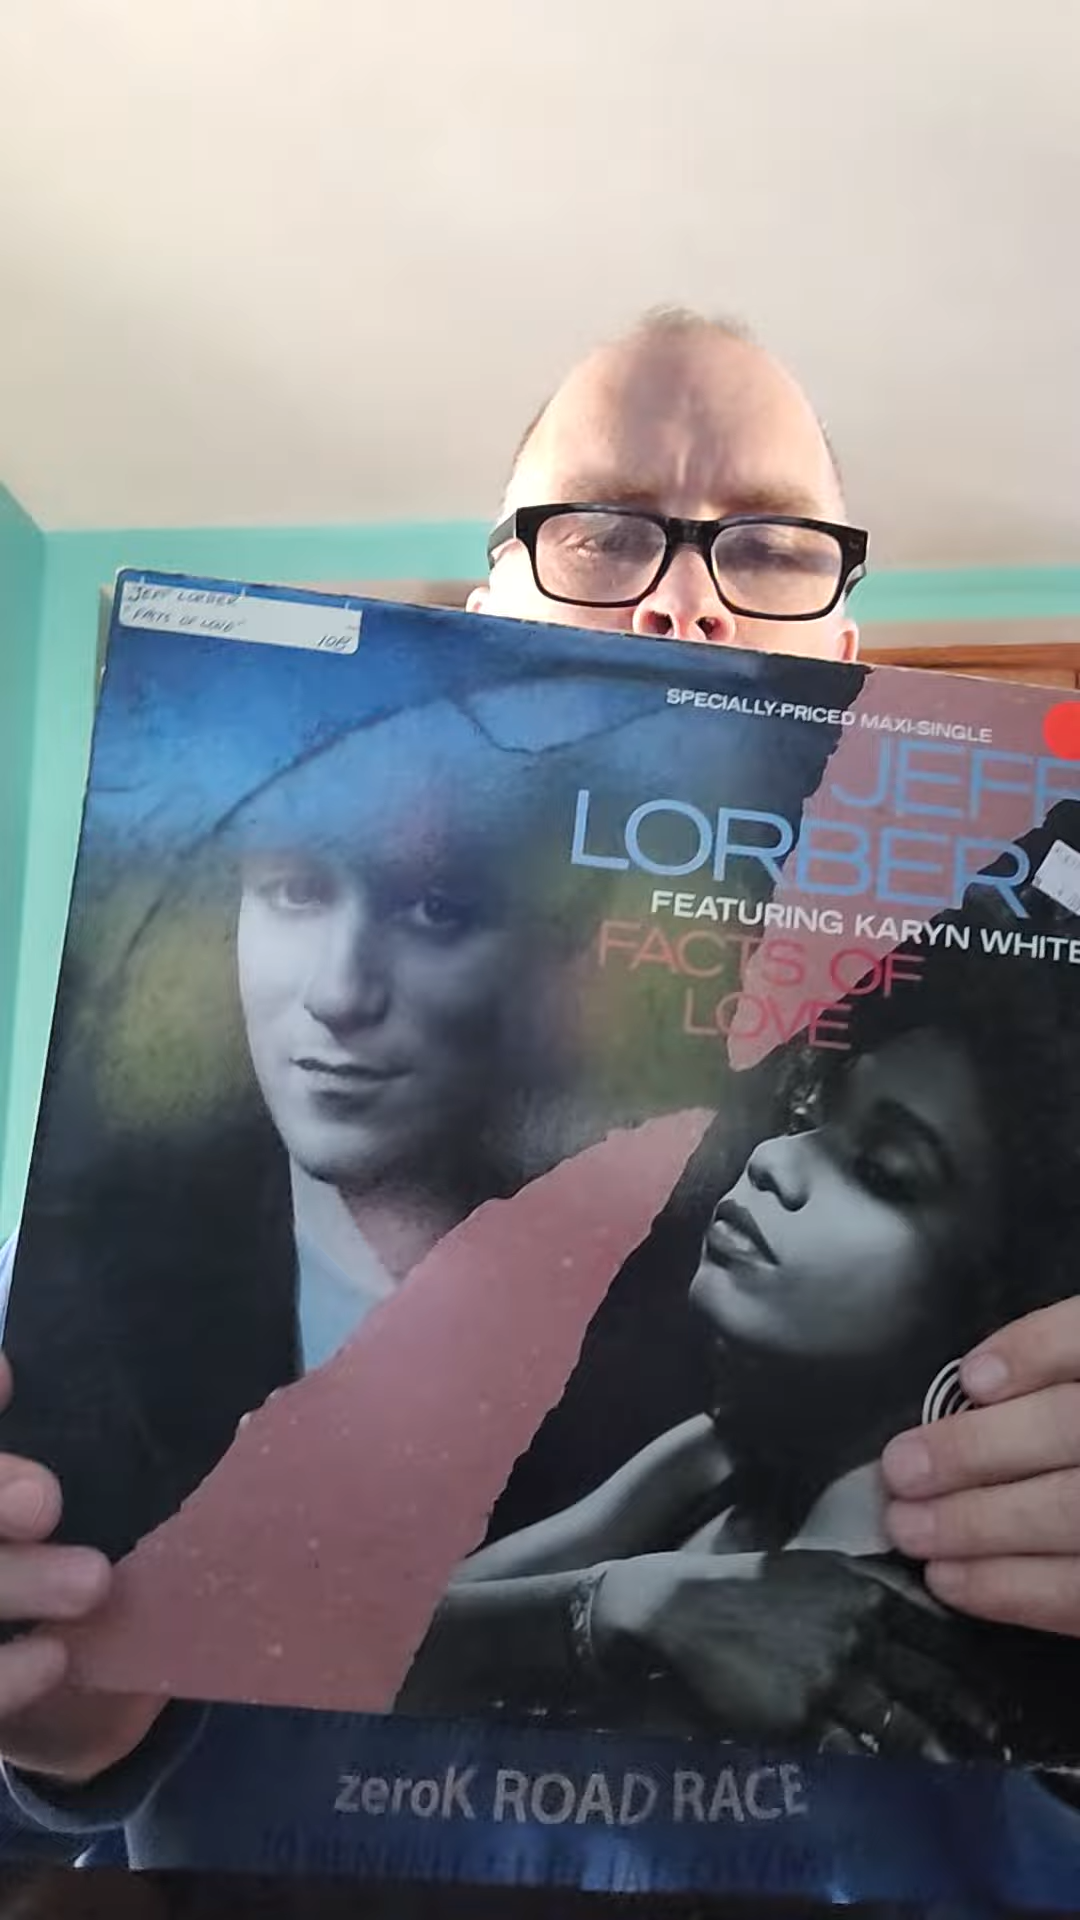 JEFF LORBER
"FACTS OF LOVE"
108
SPECIALLY-PRICED MAXI-SINGLE
JEFF
LORBER
FEATURING KARYN WHITE
FACTS OF
LOVE
zeroK ROAD RACE